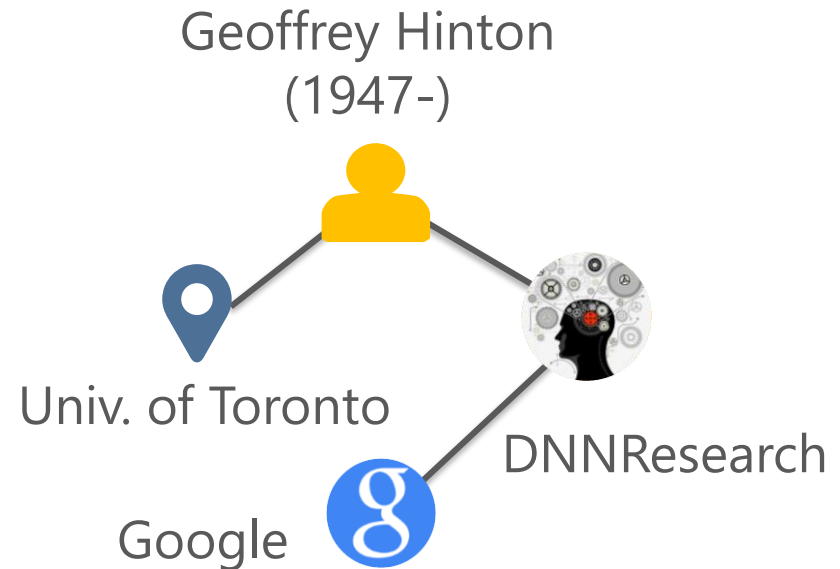 Geoffrey Hinton
(1947-)
Univ. of Toronto
DNNResearch
Google
g